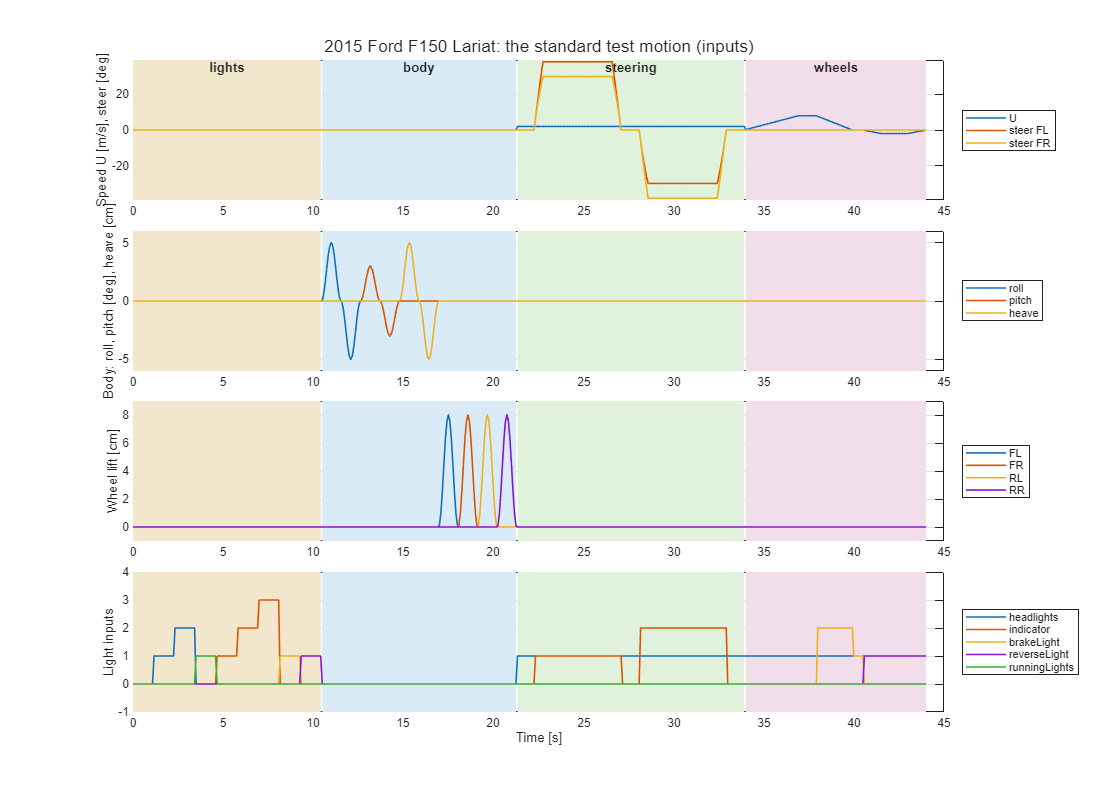 2015 Ford F150 Lariat: the standard test motion (inputs)
lights
body
steering
wheels
Speed U [m/s], steer [deg]
20
0
-20
0 5 10 15 20 25 30 35 40 45
U
steer FL
steer FR
Body: roll, pitch [deg], heave [cm]
5
0
-5
0 5 10 15 20 25 30 35 40 45
roll
pitch
heave
Wheel lift [cm]
8
6
4
2
0
0 5 10 15 20 25 30 35 40 45
FL
FR
RL
RR
Light inputs
4
3
2
1
0
-1
0 5 10 15 20 25 30 35 40 45
Time [s]
headlights
indicator
brakeLight
reverseLight
runningLights